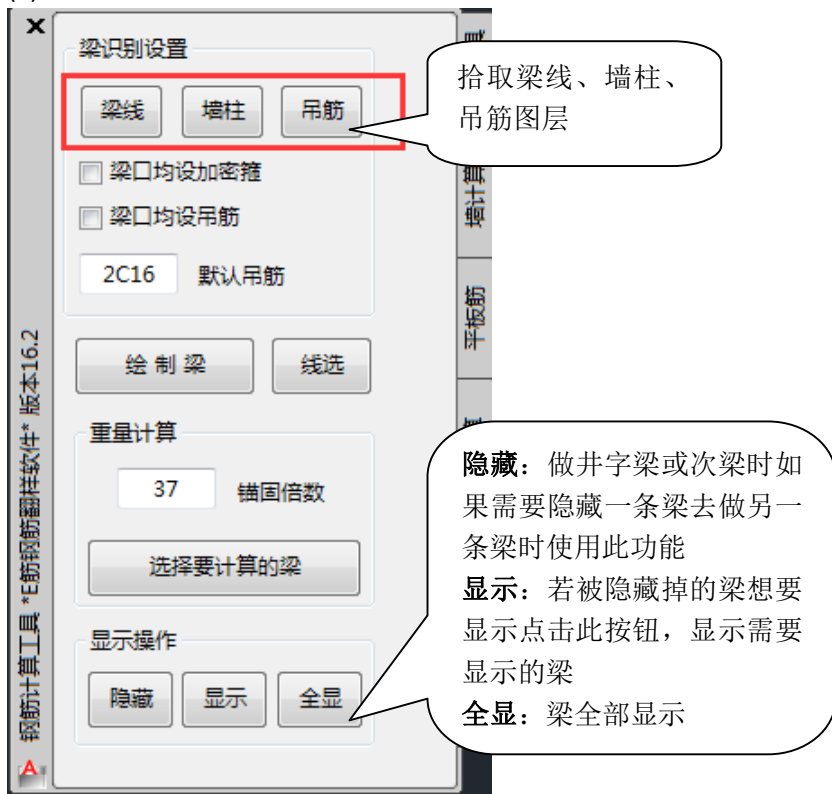 梁识别设置
梁线 墙柱 吊筋
梁口均设加密箍
梁口均设吊筋
2C16 默认吊筋
绘 制 梁 线选
重量计算
37 锚固倍数
选择要计算的梁
显示操作
隐藏 显示 全显
钢筋计算工具 *E筋钢筋翻样软件* 版本16.2
墙计算
平板筋
拾取梁线、墙柱、
吊筋图层
隐藏：做井字梁或次梁时如
果需要隐藏一条梁去做另一
条梁时使用此功能
显示：若被隐藏掉的梁想要
显示点击此按钮，显示需要
显示的梁
全显：梁全部显示